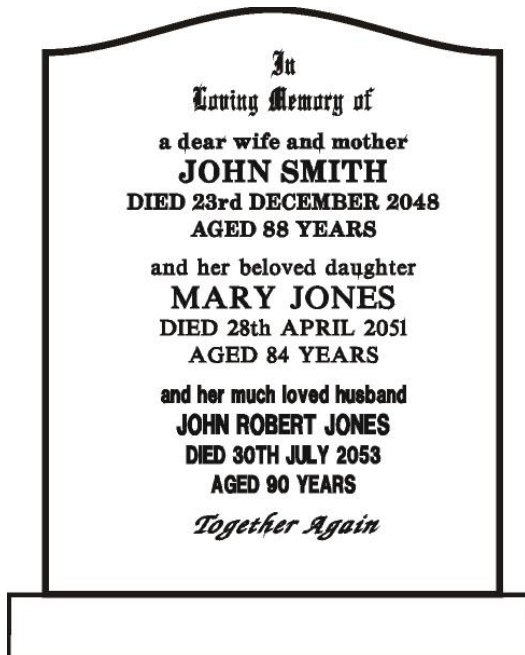 In
Loving Memory of
a dear wife and mother
JOHN SMITH
DIED 23rd DECEMBER 2048
AGED 88 YEARS
and her beloved daughter
MARY JONES
DIED 28th APRIL 2051
AGED 84 YEARS
and her much loved husband
JOHN ROBERT JONES
DIED 30TH JULY 2053
AGED 90 YEARS
Together Again